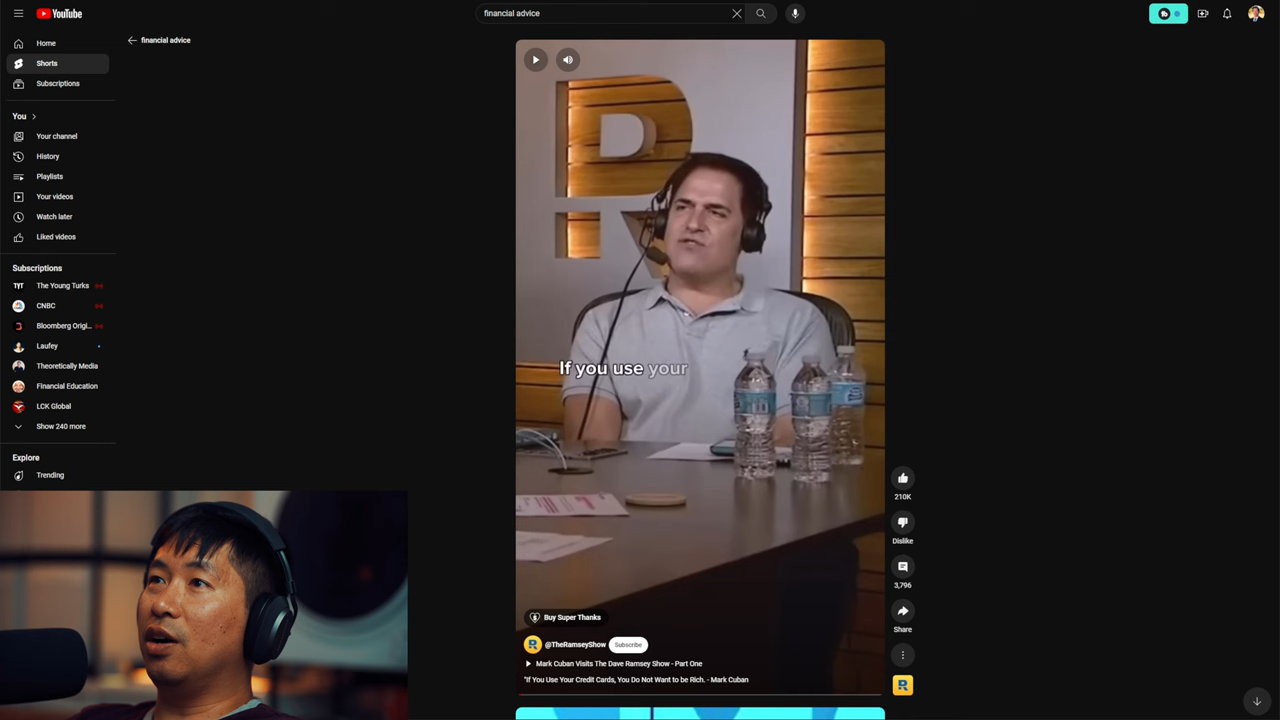 YouTube
financial advice
Home
Shorts
Subscriptions
You
Your channel
History
Playlists
Your videos
Watch later
Liked videos
Subscriptions
The Young Turks
CNBC
Bloomberg Origi...
Laufey
Theoretically Media
Financial Education
LCK Global
Show 240 more
Explore
Trending
financial advice
R
If you use your
Buy Super Thanks
@TheRamseyShow
Subscribe
Mark Cuban Visits The Dave Ramsey Show - Part One
"If You Use Your Credit Cards, You Do Not Want to be Rich. - Mark Cuban
210K
Dislike
3,796
Share
R